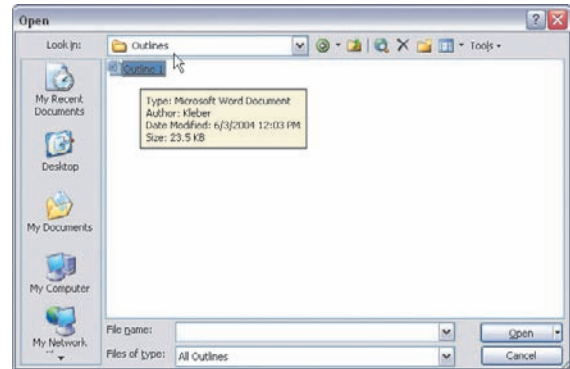 Open
Look in: Outlines Tools
Outline 1
My Recent
Documents
Type: Microsoft Word Document
Author: Kleber
Date Modified: 6/3/2004 12:03 PM
Size: 23.5 KB
Desktop
My Documents
My Computer
My Network
File name: Open
Files of type: All Outlines Cancel